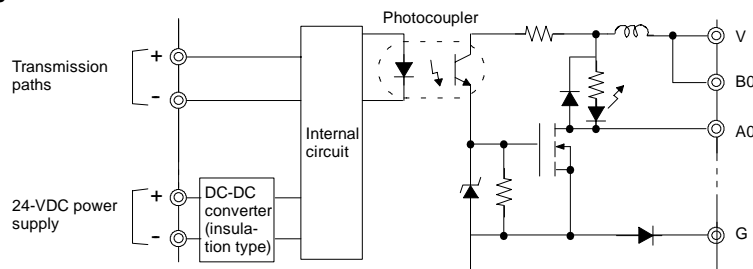 Photocoupler
Transmission
paths
+
-
Internal
circuit
24-VDC power
supply
+
-
DC-DC
converter
(insula-
tion type)
V
B0
A0
G